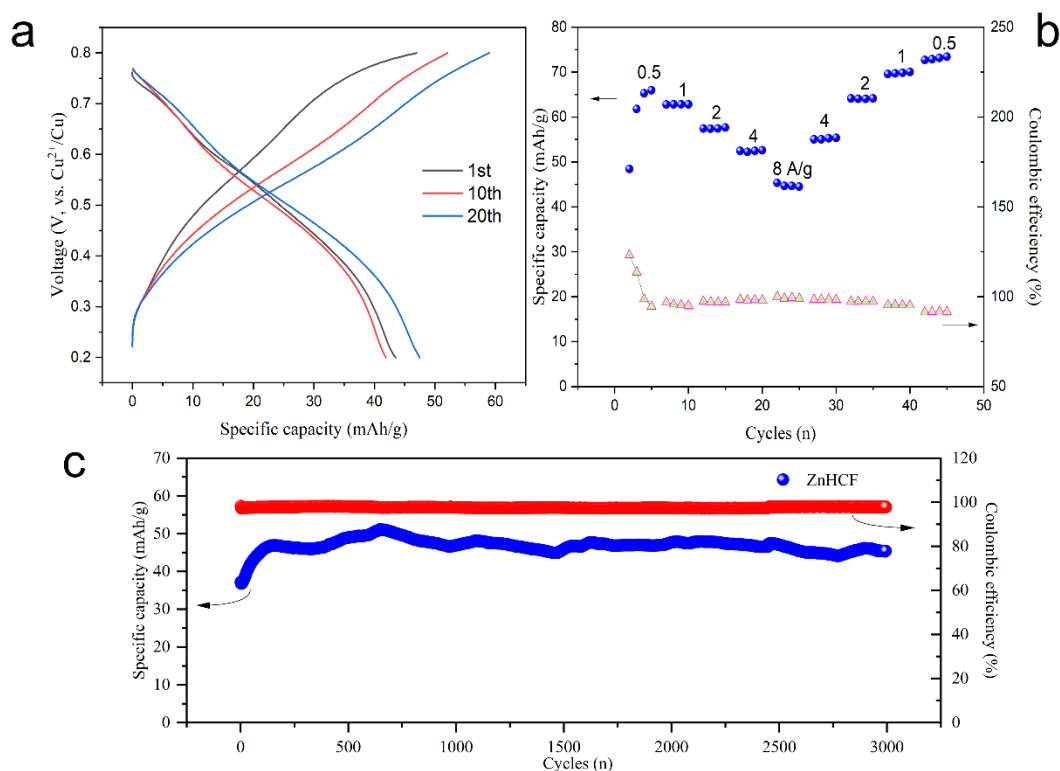 a
0.8
0.7
0.6
0.5
0.4
0.3
0.2
Voltage (V, vs. Cu2+/Cu)
1st
10th
20th
0 10 20 30 40 50 60
Specific capacity (mAh/g)
b
80
70
60
50
40
30
20
10
0
Specific capacity (mAh/g)
0.5
1
2
4
8 A/g
4
2
1
0.5
250
200
150
100
50
Coulombic effeciency
(%)
0 10 20 30 40 50
Cycles (n)
c
70
60
50
40
30
20
10
0
Specific capacity (mAh/g)
ZnHCF
120
100
80
60
40
20
0
Coulombic efficiency
(%)
0 500 1000 1500 2000 2500 3000
Cycles (n)